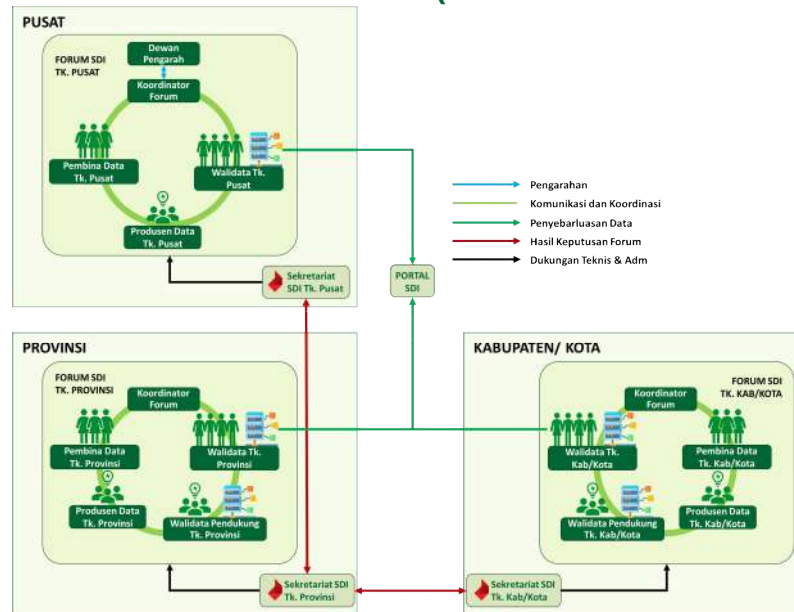 PUSAT
FORUM SDI
TK. PUSAT
Dewan
Pengarah
Koordinator
Forum
Pembina Data
Tk. Pusat
Walidata Tk.
Pusat
Produsen Data
Tk. Pusat
Sekretariat
SDI Tk. Pusat
PORTAL
SDI
Pengarahan
Komunikasi dan Koordinasi
Penyebarluasan Data
Hasil Keputusan Forum
Dukungan Teknis & Adm
PROVINSI
FORUM SDI
TK. PROVINSI
Koordinator
Forum
Pembina Data
Tk. Provinsi
Walidata Tk.
Provinsi
Produsen Data
Tk. Provinsi
Walidata Pendukung
Tk. Provinsi
Sekretariat SDI
Tk. Provinsi
KABUPATEN/ KOTA
FORUM SDI
TK. KAB/KOTA
Koordinator
Forum
Walidata Tk.
Kab/Kota
Pembina Data
Tk. Kab/Kota
Walidata Pendukung
Tk. Kab/Kota
Produsen Data
Tk. Kab/Kota
Sekretariat SDI
Tk. Kab/Kota